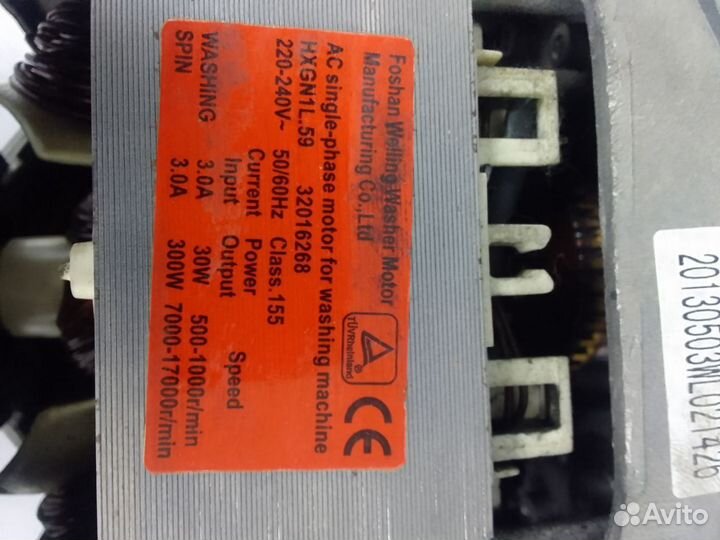 Foshan Welling Washer Motor
Manufacturing Co.,Ltd
AC single-phase motor for washing machine
HXGN1L.59 32016268
220-240V~ 50/60Hz Class.155
Current Power Speed
Input Output
WASHING 3.0A 30W 500-1000r/min
SPIN 3.0A 300W 7000-17000r/min
TÜVRheinland ®
CE
20130503WL021426
Avito